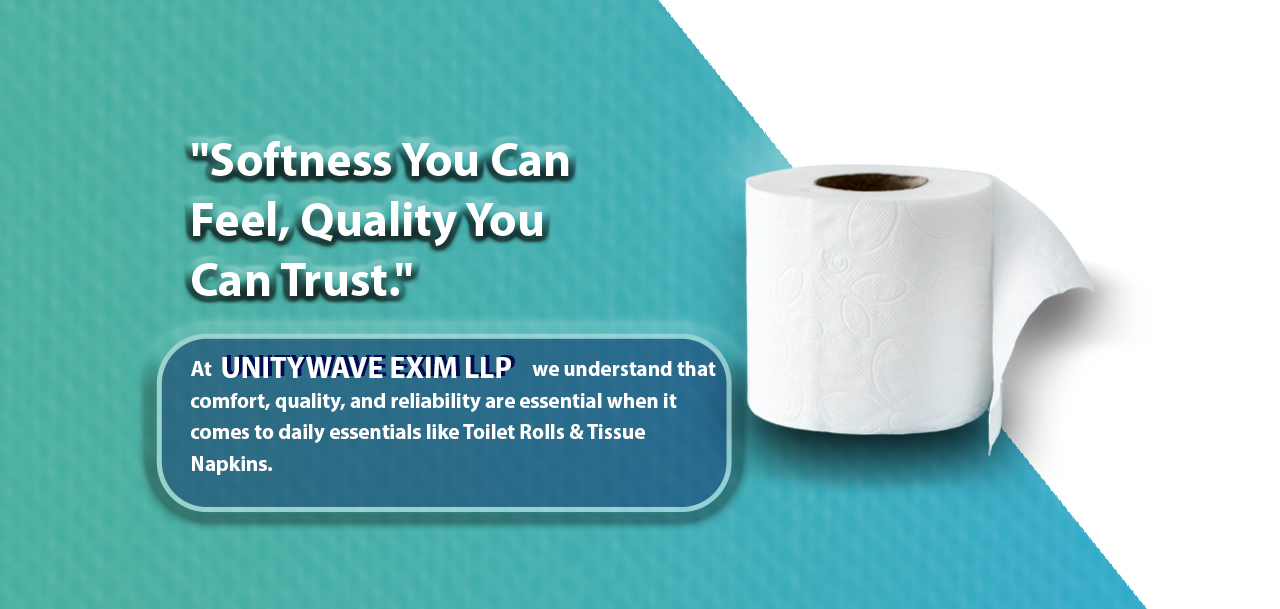 "Softness You Can
Feel, Quality You
Can Trust."
At UNITYWAVE EXIM LLP we understand that
comfort, quality, and reliability are essential when it
comes to daily essentials like Toilet Rolls & Tissue
Napkins.